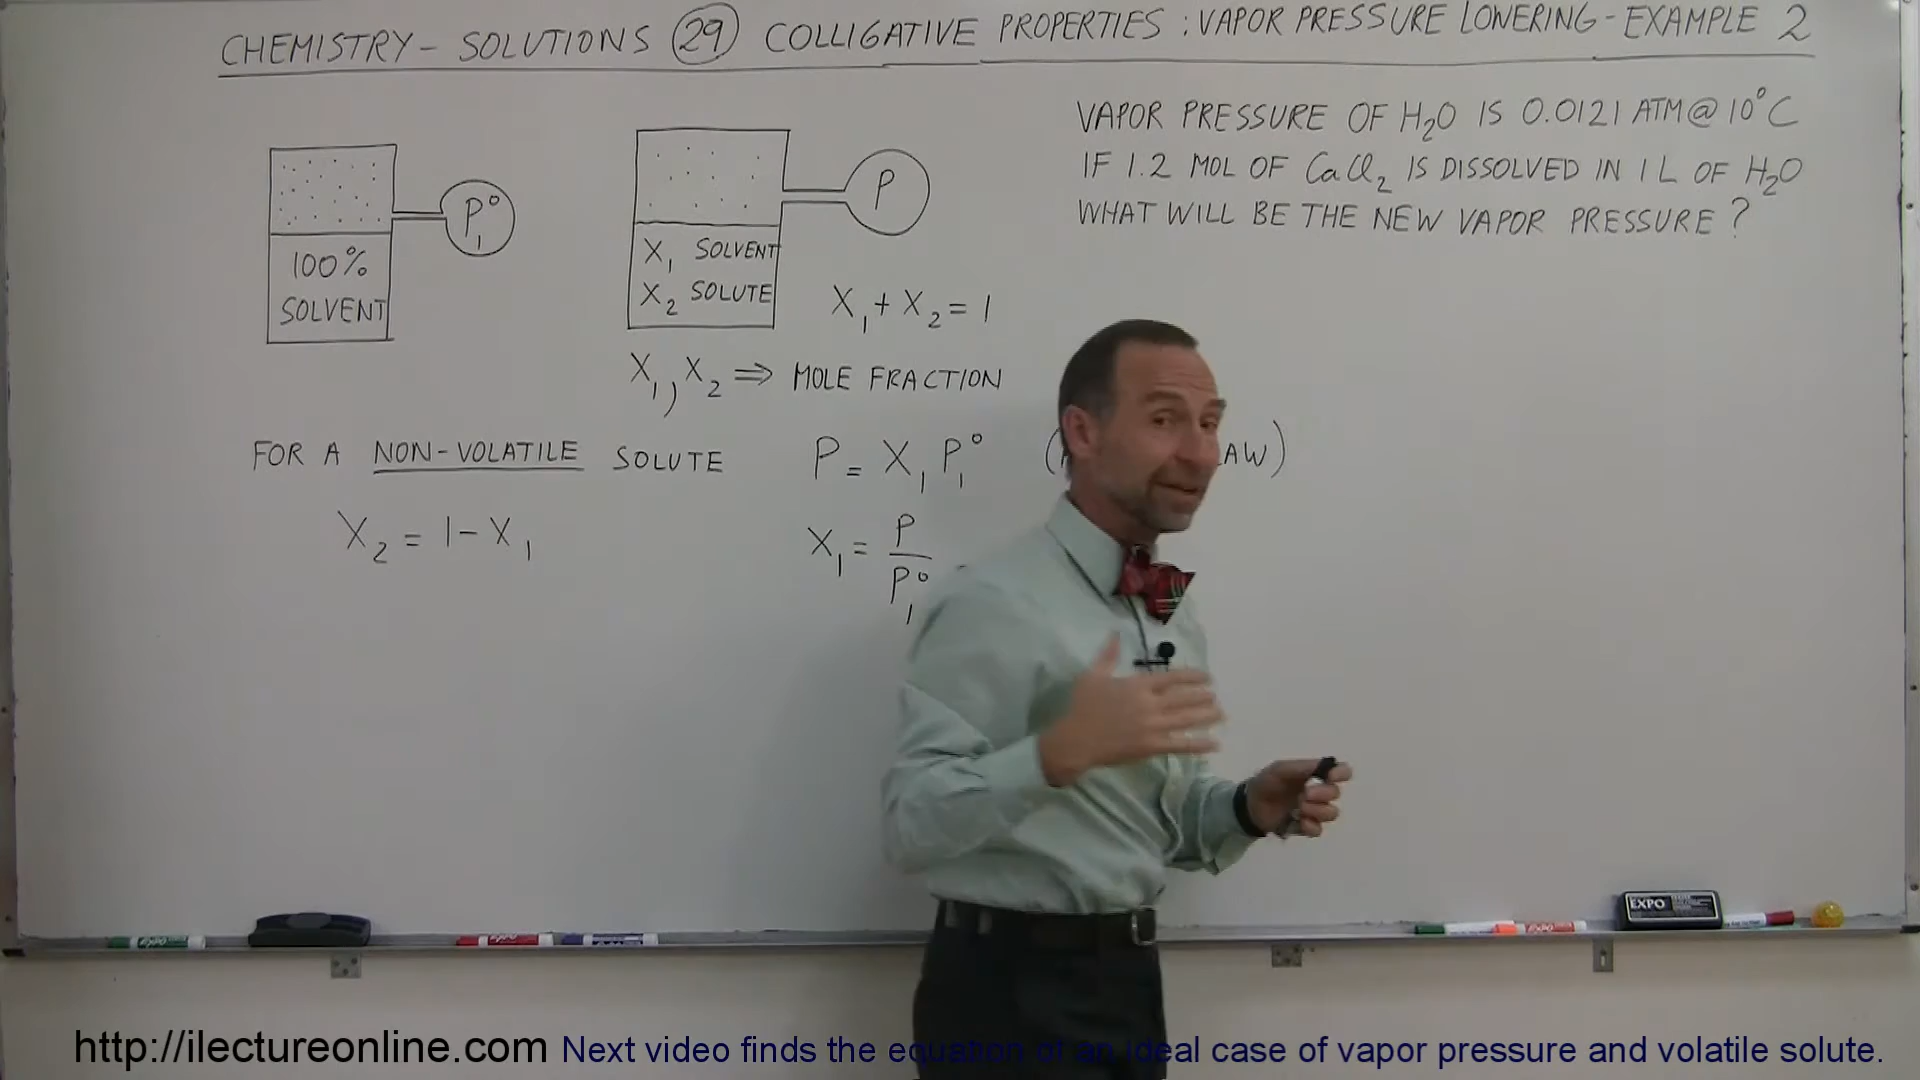 CHEMISTRY - SOLUTIONS 29 COLLIGATIVE PROPERTIES : VAPOR PRESSURE LOWERING - EXAMPLE 2
VAPOR PRESSURE OF H₂O IS 0.0121 ATM @ 10°C
IF 1.2 MOL OF CaCl₂ IS DISSOLVED IN 1 L OF H₂O
WHAT WILL BE THE NEW VAPOR PRESSURE ?
P₁°
100%
SOLVENT
P
X₁ SOLVENT
X₂ SOLUTE
X₁ + X₂ = 1
X₁, X₂ ⇒ MOLE FRACTION
FOR A NON-VOLATILE SOLUTE
P = X₁ P₁°
X₂ = 1 - X₁
X₁ = P / P₁°
EXPO
EXPO
http://ilectureonline.com Next video finds the equation of an ideal case of vapor pressure and volatile solute.